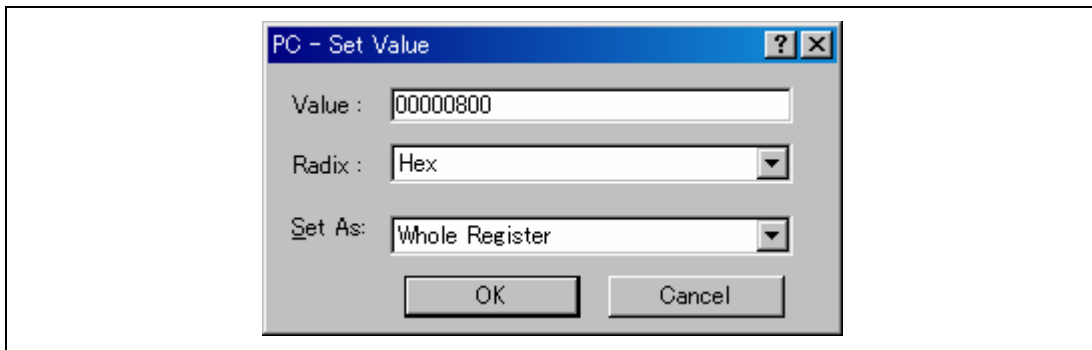 PC - Set Value
Value : 00000800
Radix : Hex
Set As: Whole Register
OK Cancel